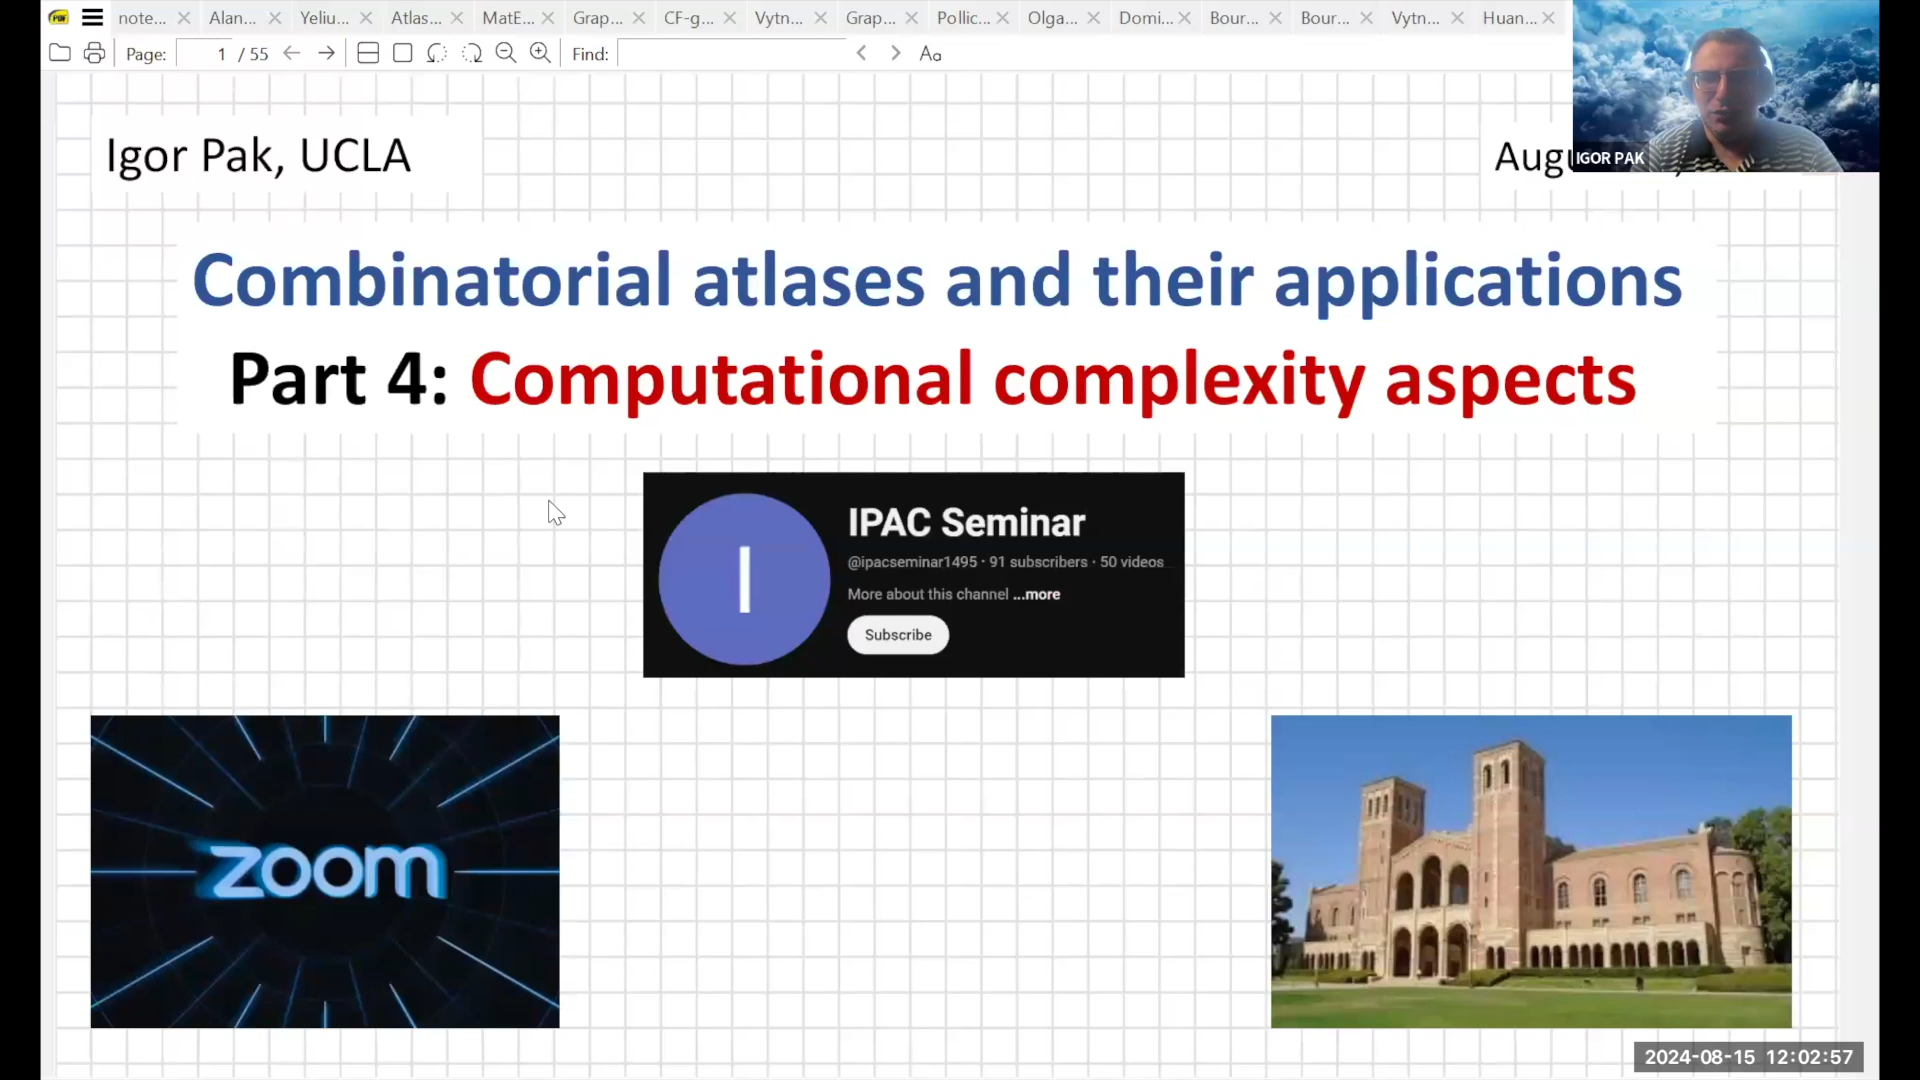 note... Alan... Yeliu... Atlas... MatE... Grap... CF-g... Vytn... Grap... Pollic... Olga... Domi... Bour... Bour... Vytn... Huan...
Page: 1 / 55 Find: Aa
Igor Pak, UCLA
IGOR PAK
Combinatorial atlases and their applications
Part 4: Computational complexity aspects
I
IPAC Seminar
@ipacseminar1495 · 91 subscribers · 50 videos
More about this channel ...more
Subscribe
zoom
2024-08-15 12:02:57